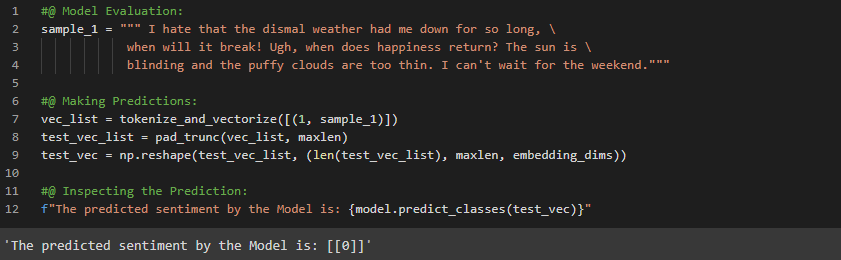 1 #@ Model Evaluation:
2 sample_1 = """ I hate that the dismal weather had me down for so long, \
3 when will it break! Ugh, when does happiness return? The sun is \
4 blinding and the puffy clouds are too thin. I can't wait for the weekend."""
5
6 #@ Making Predictions:
7 vec_list = tokenize_and_vectorize([(1, sample_1)])
8 test_vec_list = pad_trunc(vec_list, maxlen)
9 test_vec = np.reshape(test_vec_list, (len(test_vec_list), maxlen, embedding_dims))
10
11 #@ Inspecting the Prediction:
12 f"The predicted sentiment by the Model is: {model.predict_classes(test_vec)}"
'The predicted sentiment by the Model is: [[0]]'